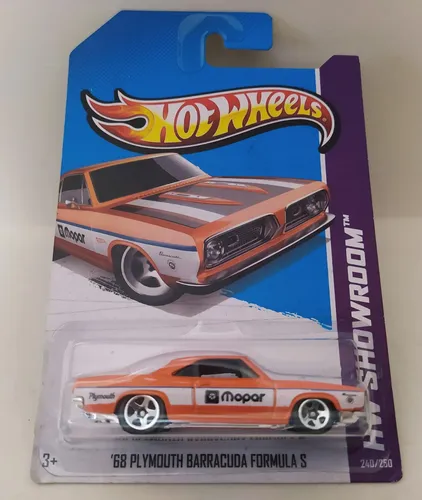 HOT WHEELS
Mopar
Plymouth
Mopar
3+
'68 PLYMOUTH BARRACUDA FORMULA S
HW SHOWROOM™
240/250